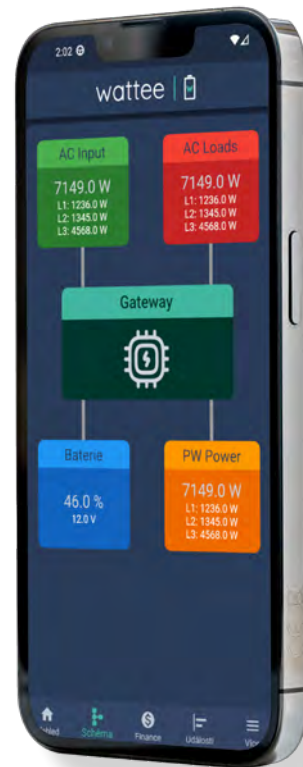 2:02
wattee
AC Input
7149.0 W
L1: 1236.0 W
L2: 1345.0 W
L3: 4568.0 W
AC Loads
7149.0 W
L1: 1236.0 W
L2: 1345.0 W
L3: 4568.0 W
Gateway
Baterie
46.0 %
12.0 V
PW Power
7149.0 W
L1: 1236.0 W
L2: 1345.0 W
L3: 4568.0 W
Schéma
Finance
Události